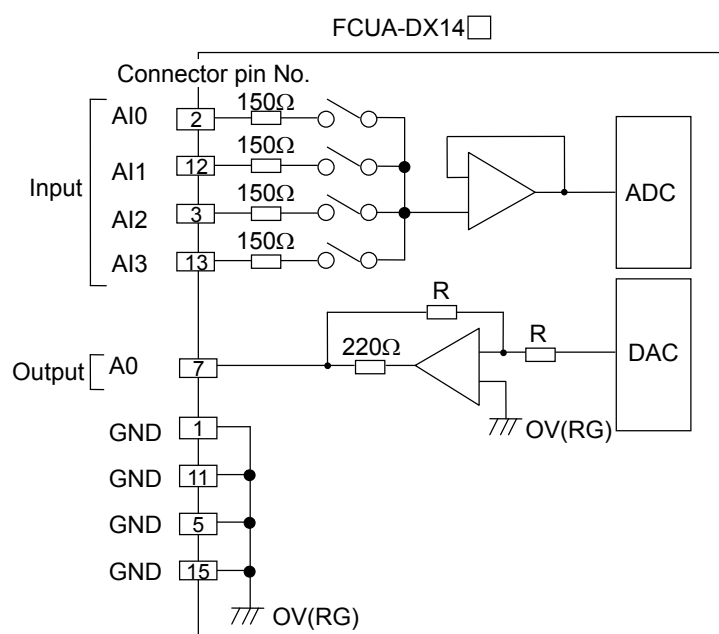 FCUA-DX14□
Connector pin No.
Input
AI0 2 150Ω
AI1 12 150Ω
AI2 3 150Ω
AI3 13 150Ω
ADC
R
R
220Ω
DAC
Output A0 7
OV(RG)
GND 1
GND 11
GND 5
GND 15
OV(RG)